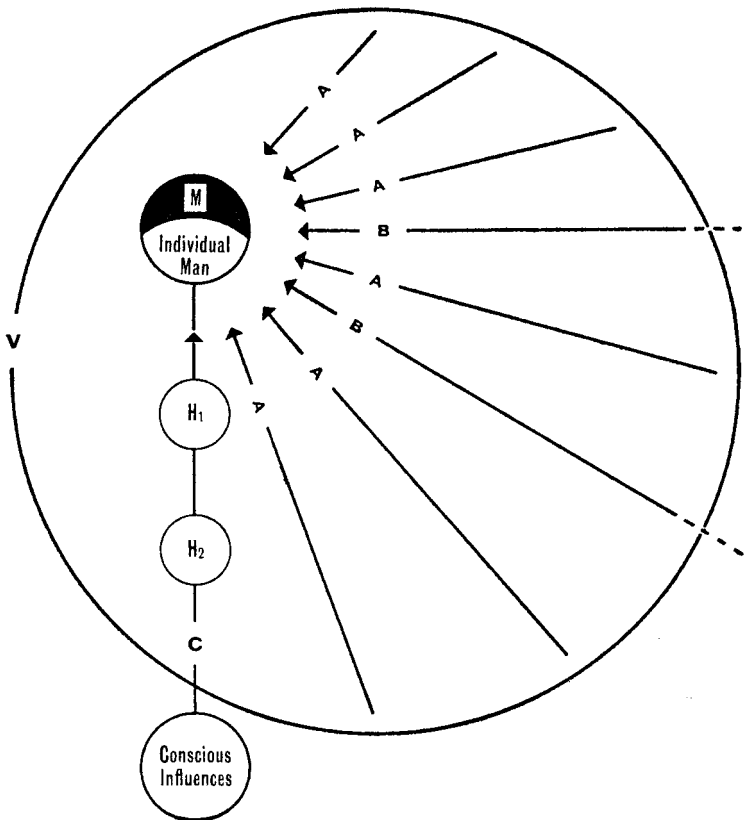 A
A
M
A
Individual
Man
B
A
V
B
A
H₁
A
H₂
C
Conscious
Influences